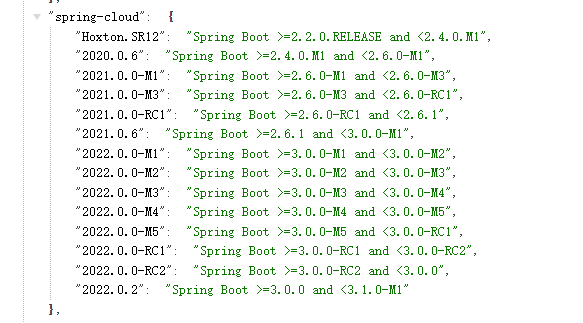 "spring-cloud": {
"Hoxton.SR12": "Spring Boot >=2.2.0.RELEASE and <2.4.0.M1",
"2020.0.6": "Spring Boot >=2.4.0.M1 and <2.6.0-M1",
"2021.0.0-M1": "Spring Boot >=2.6.0-M1 and <2.6.0-M3",
"2021.0.0-M3": "Spring Boot >=2.6.0-M3 and <2.6.0-RC1",
"2021.0.0-RC1": "Spring Boot >=2.6.0-RC1 and <2.6.1",
"2021.0.6": "Spring Boot >=2.6.1 and <3.0.0-M1",
"2022.0.0-M1": "Spring Boot >=3.0.0-M1 and <3.0.0-M2",
"2022.0.0-M2": "Spring Boot >=3.0.0-M2 and <3.0.0-M3",
"2022.0.0-M3": "Spring Boot >=3.0.0-M3 and <3.0.0-M4",
"2022.0.0-M4": "Spring Boot >=3.0.0-M4 and <3.0.0-M5",
"2022.0.0-M5": "Spring Boot >=3.0.0-M5 and <3.0.0-RC1",
"2022.0.0-RC1": "Spring Boot >=3.0.0-RC1 and <3.0.0-RC2",
"2022.0.0-RC2": "Spring Boot >=3.0.0-RC2 and <3.0.0",
"2022.0.2": "Spring Boot >=3.0.0 and <3.1.0-M1"
},